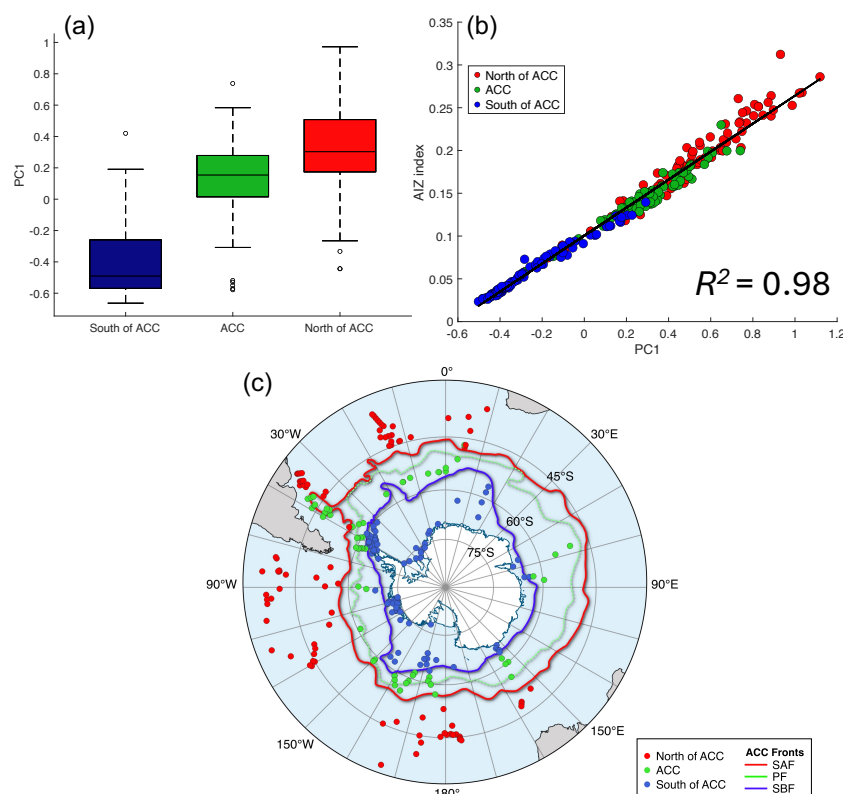 (a)
1
0.8
0.6
0.4
0.2
0
-0.2
-0.4
-0.6
PC1
South of ACC
ACC
North of ACC
(b)
0.35
0.3
0.25
0.2
0.15
0.1
0.05
0
AIZ index
North of ACC
ACC
South of ACC
R² = 0.98
-0.6
-0.4
-0.2
0
0.2
0.4
0.6
0.8
1
1.2
PC1
(c)
0°
30°W
30°E
45°S
60°S
75°S
90°W
90°E
150°W
150°E
180°
North of ACC
ACC
South of ACC
ACC Fronts
SAF
PF
SBF